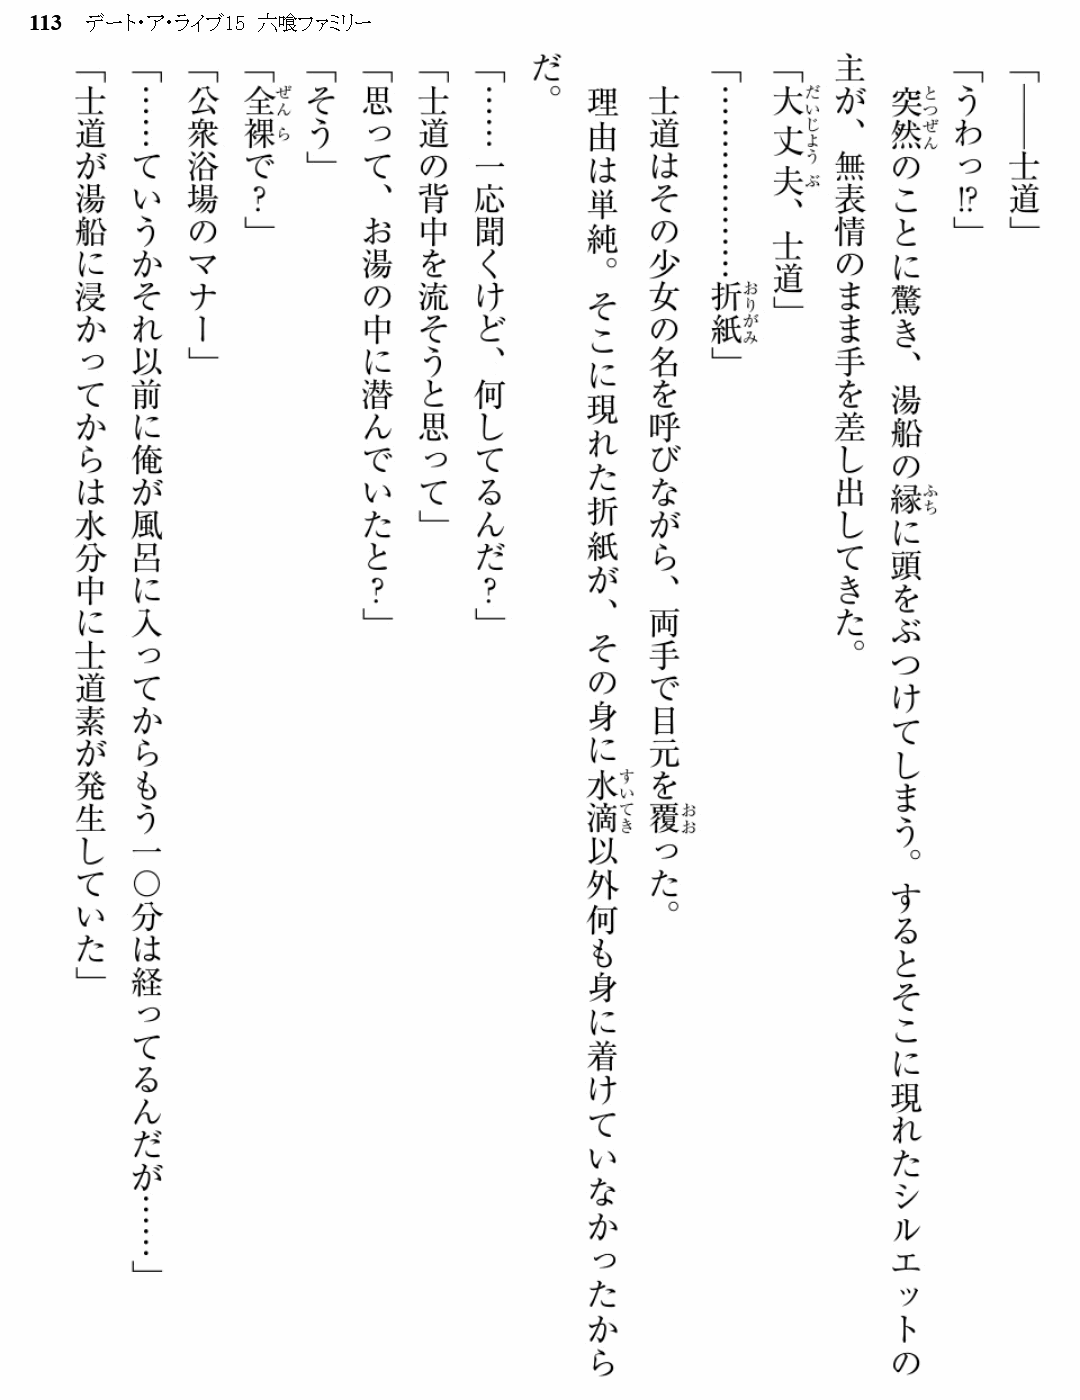 113 デート・ア・ライブ15 六喰ファミリー
「――士道」
「うわっ!?」
突然のことに驚き、湯船の縁に頭をぶつけてしまう。するとそこに現れたシルエットの
主が、無表情のまま手を差し出してきた。
「大丈夫、士道」
「…………………折紙」
士道はその少女の名を呼びながら、両手で目元を覆った。
理由は単純。そこに現れた折紙が、その身に水滴以外何も身に着けていなかったから
だ。
「……一応聞くけど、何してるんだ?」
「士道の背中を流そうと思って」
「思って、お湯の中に潜んでいたと?」
「そう」
「全裸で?」
「公衆浴場のマナー」
「……ていうかそれ以前に俺が風呂に入ってからもう一〇分は経ってるんだが……」
「士道が湯船に浸かってからは水分中に士道素が発生していた」